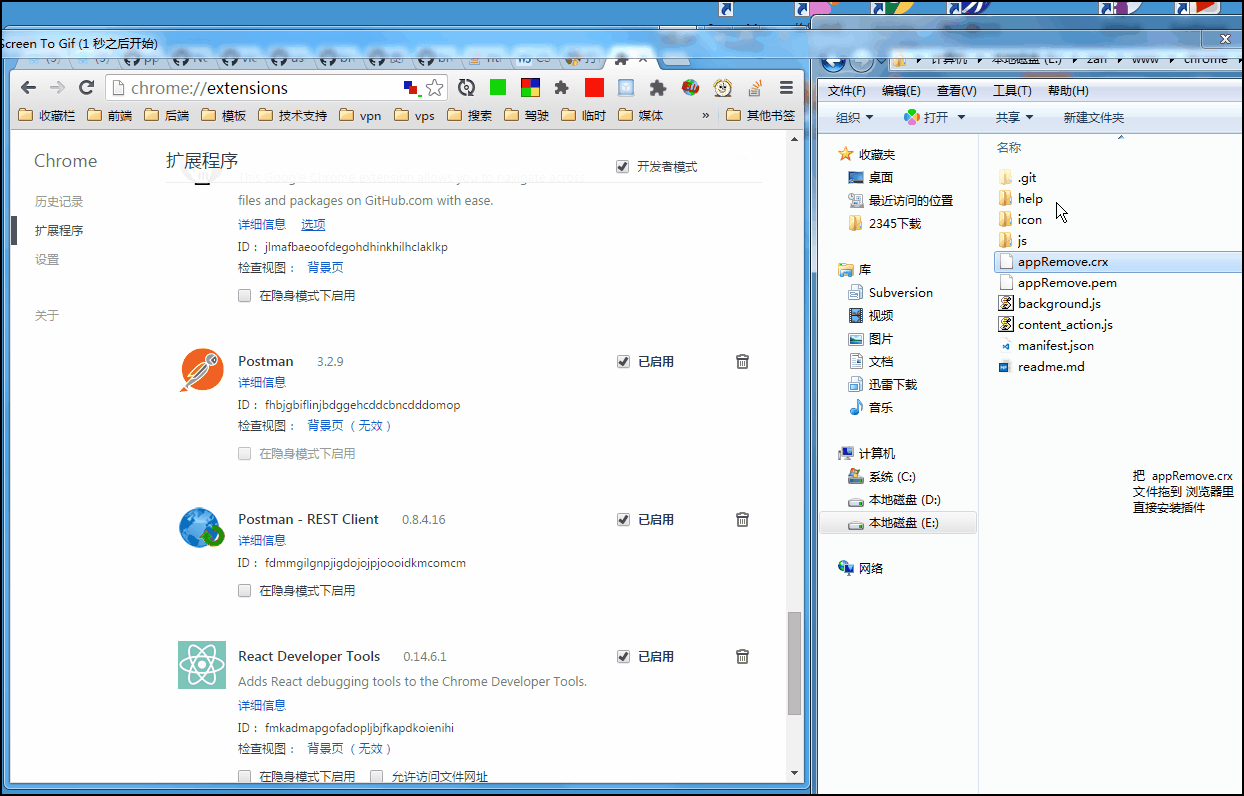 Screen To Gif (1 秒之后开始)
chrome://extensions
收藏栏 前端 后端 模板 技术支持 vpn vps 搜索 驾驶 临时 媒体 » 其他书签
Chrome
历史记录
扩展程序
设置
关于
扩展程序
开发者模式
This Google Chrome extension allows you to navigate across
files and packages on GitHub.com with ease.
详细信息 选项
ID： jlmafbaeoofdegohdhinkhilhclaklkp
检查视图： 背景页
在隐身模式下启用
Postman 3.2.9 已启用
详细信息
ID： fhbjgbiflinjbdggehcddcbncdddomop
检查视图： 背景页（无效）
在隐身模式下启用
Postman - REST Client 0.8.4.16 已启用
详细信息
ID： fdmmgilgnpjigdojojpjoooidkmcomcm
在隐身模式下启用
React Developer Tools 0.14.6.1 已启用
Adds React debugging tools to the Chrome Developer Tools.
详细信息
ID： fmkadmapgofadopljbjfkapdkoienihi
检查视图： 背景页（无效）
在隐身模式下启用 允许访问文件网址
计算机 本地磁盘 (E:) zan www chrome
文件(F) 编辑(E) 查看(V) 工具(T) 帮助(H)
组织 打开 共享 新建文件夹
收藏夹
桌面
最近访问的位置
2345下载
库
Subversion
视频
图片
文档
迅雷下载
音乐
计算机
系统 (C:)
本地磁盘 (D:)
本地磁盘 (E:)
网络
名称
.git
help
icon
js
appRemove.crx
appRemove.pem
background.js
content_action.js
manifest.json
readme.md
把 appRemove.crx
文件拖到 浏览器里
直接安装插件